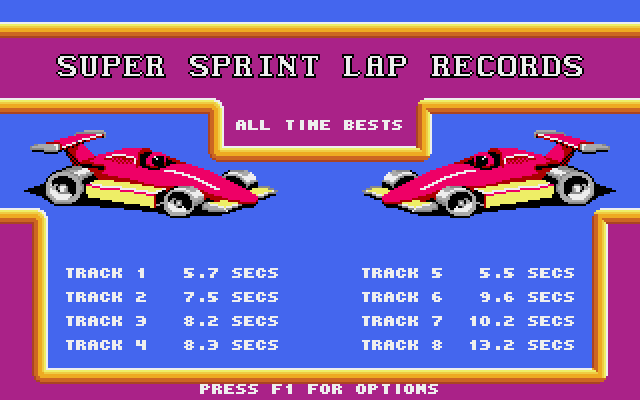 SUPER SPRINT LAP RECORDS
ALL TIME BESTS
TRACK 1 5.7 SECS
TRACK 2 7.5 SECS
TRACK 3 8.2 SECS
TRACK 4 8.3 SECS
TRACK 5 5.5 SECS
TRACK 6 9.6 SECS
TRACK 7 10.2 SECS
TRACK 8 13.2 SECS
PRESS F1 FOR OPTIONS